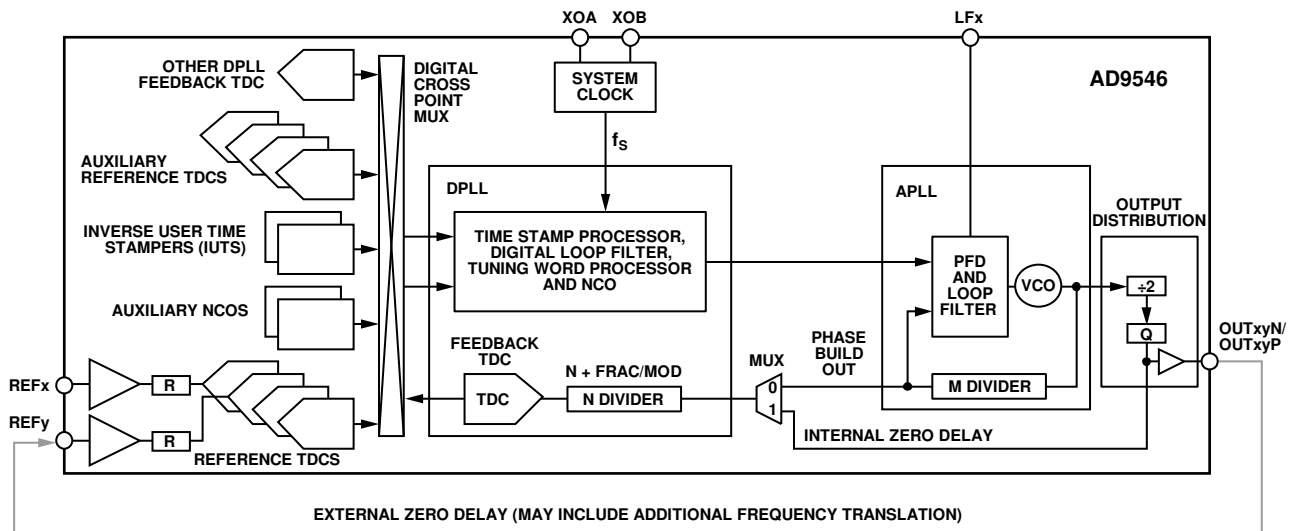 XOA
XOB
LFx
OTHER DPLL
FEEDBACK TDC
DIGITAL
CROSS
POINT
MUX
SYSTEM
CLOCK
AD9546
fS
AUXILIARY
REFERENCE TDCS
DPLL
APLL
OUTPUT
DISTRIBUTION
INVERSE USER TIME
STAMPERS (IUTS)
TIME STAMP PROCESSOR,
DIGITAL LOOP FILTER,
TUNING WORD PROCESSOR
AND NCO
PFD
AND
LOOP
FILTER
VCO
÷2
AUXILIARY NCOS
Q
OUTxyN/
OUTxyP
FEEDBACK
TDC
PHASE
BUILD
OUT
MUX
REFx
R
TDC
N + FRAC/MOD
N DIVIDER
0
1
M DIVIDER
REFy
R
REFERENCE TDCS
INTERNAL ZERO DELAY
EXTERNAL ZERO DELAY (MAY INCLUDE ADDITIONAL FREQUENCY TRANSLATION)